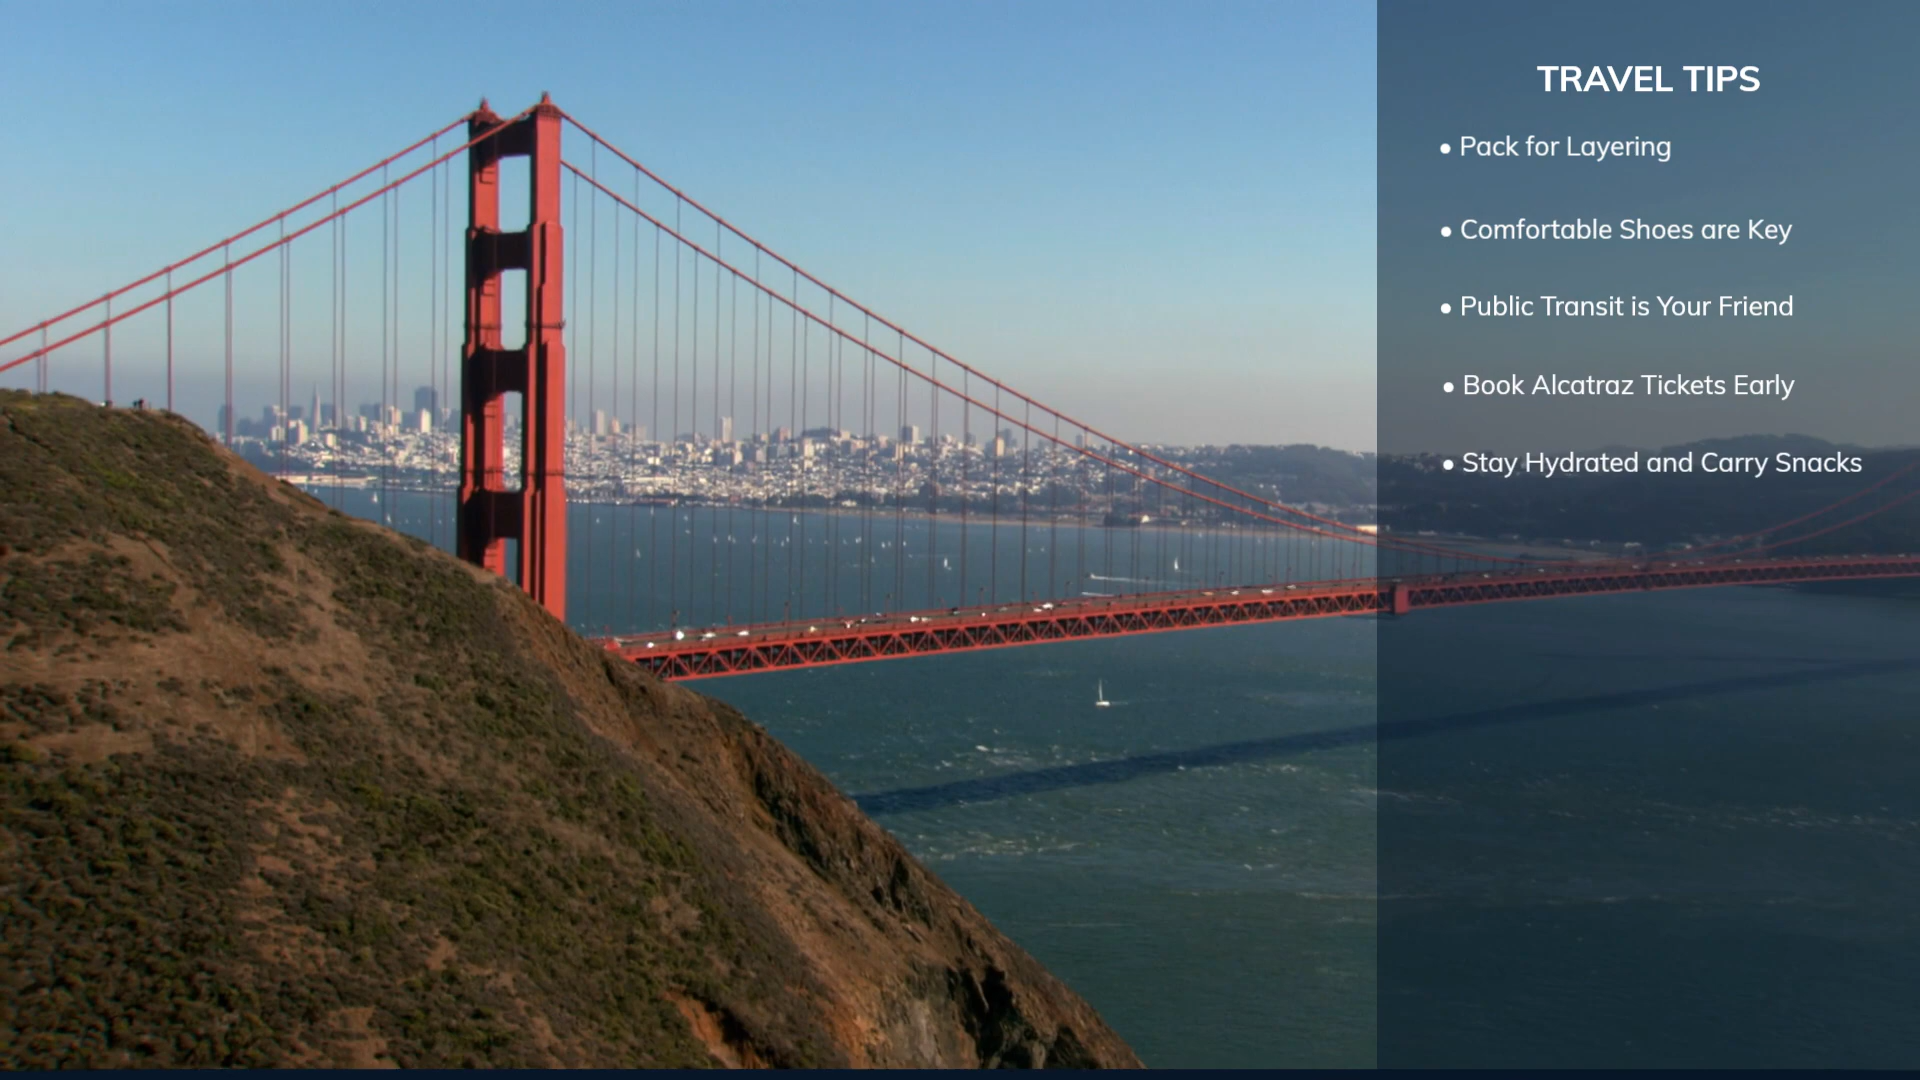 TRAVEL TIPS
• Pack for Layering
• Comfortable Shoes are Key
• Public Transit is Your Friend
• Book Alcatraz Tickets Early
• Stay Hydrated and Carry Snacks